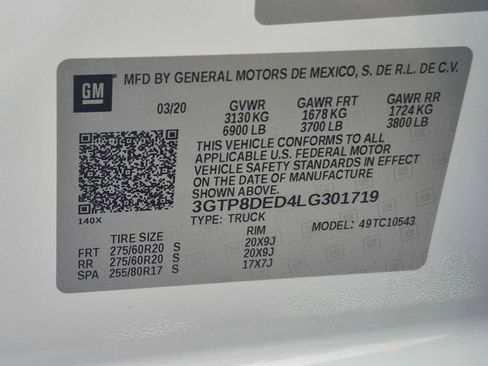 GM MFD BY GENERAL MOTORS DE MEXICO, S. DE R.L. DE C.V.
03/20 GVWR GAWR FRT GAWR RR
3130 KG 1678 KG 1724 KG
6900 LB 3700 LB 3800 LB
THIS VEHICLE CONFORMS TO ALL
APPLICABLE U.S. FEDERAL MOTOR
VEHICLE SAFETY STANDARDS IN EFFECT
ON THE DATE OF MANUFACTURE
SHOWN ABOVE.
3GTP8DED4LG301719
140X TYPE: TRUCK MODEL: 49TC10543
TIRE SIZE RIM
FRT 275/60R20 S 20X9J
RR 275/60R20 S 20X9J
SPA 255/80R17 S 17X7J